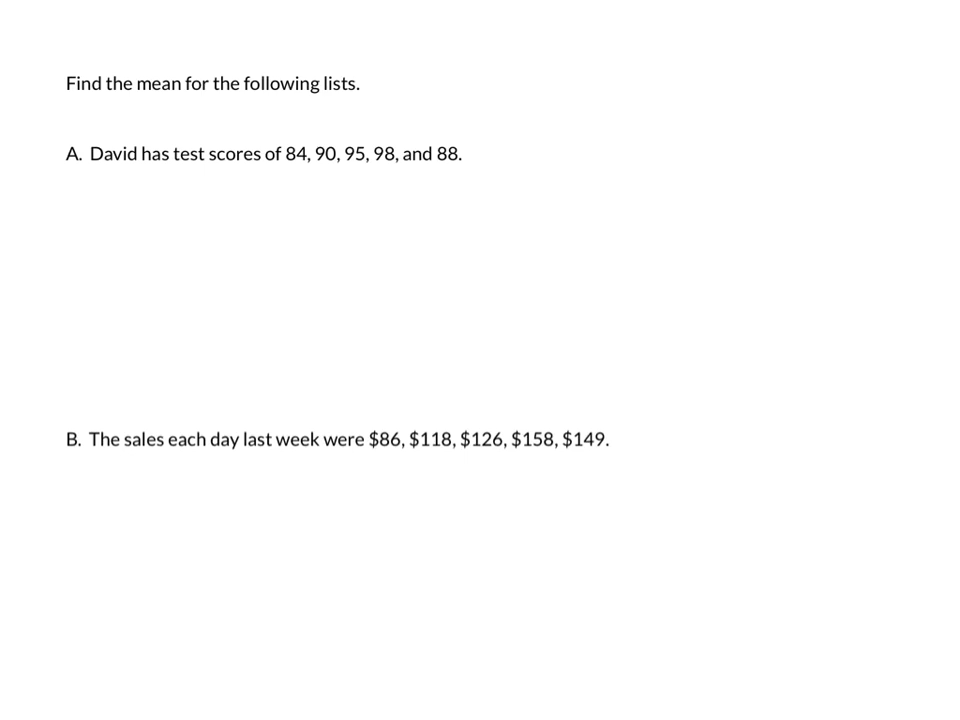 Find the mean for the following lists.
A. David has test scores of 84, 90, 95, 98, and 88.
B. The sales each day last week were $86, $118, $126, $158, $149.